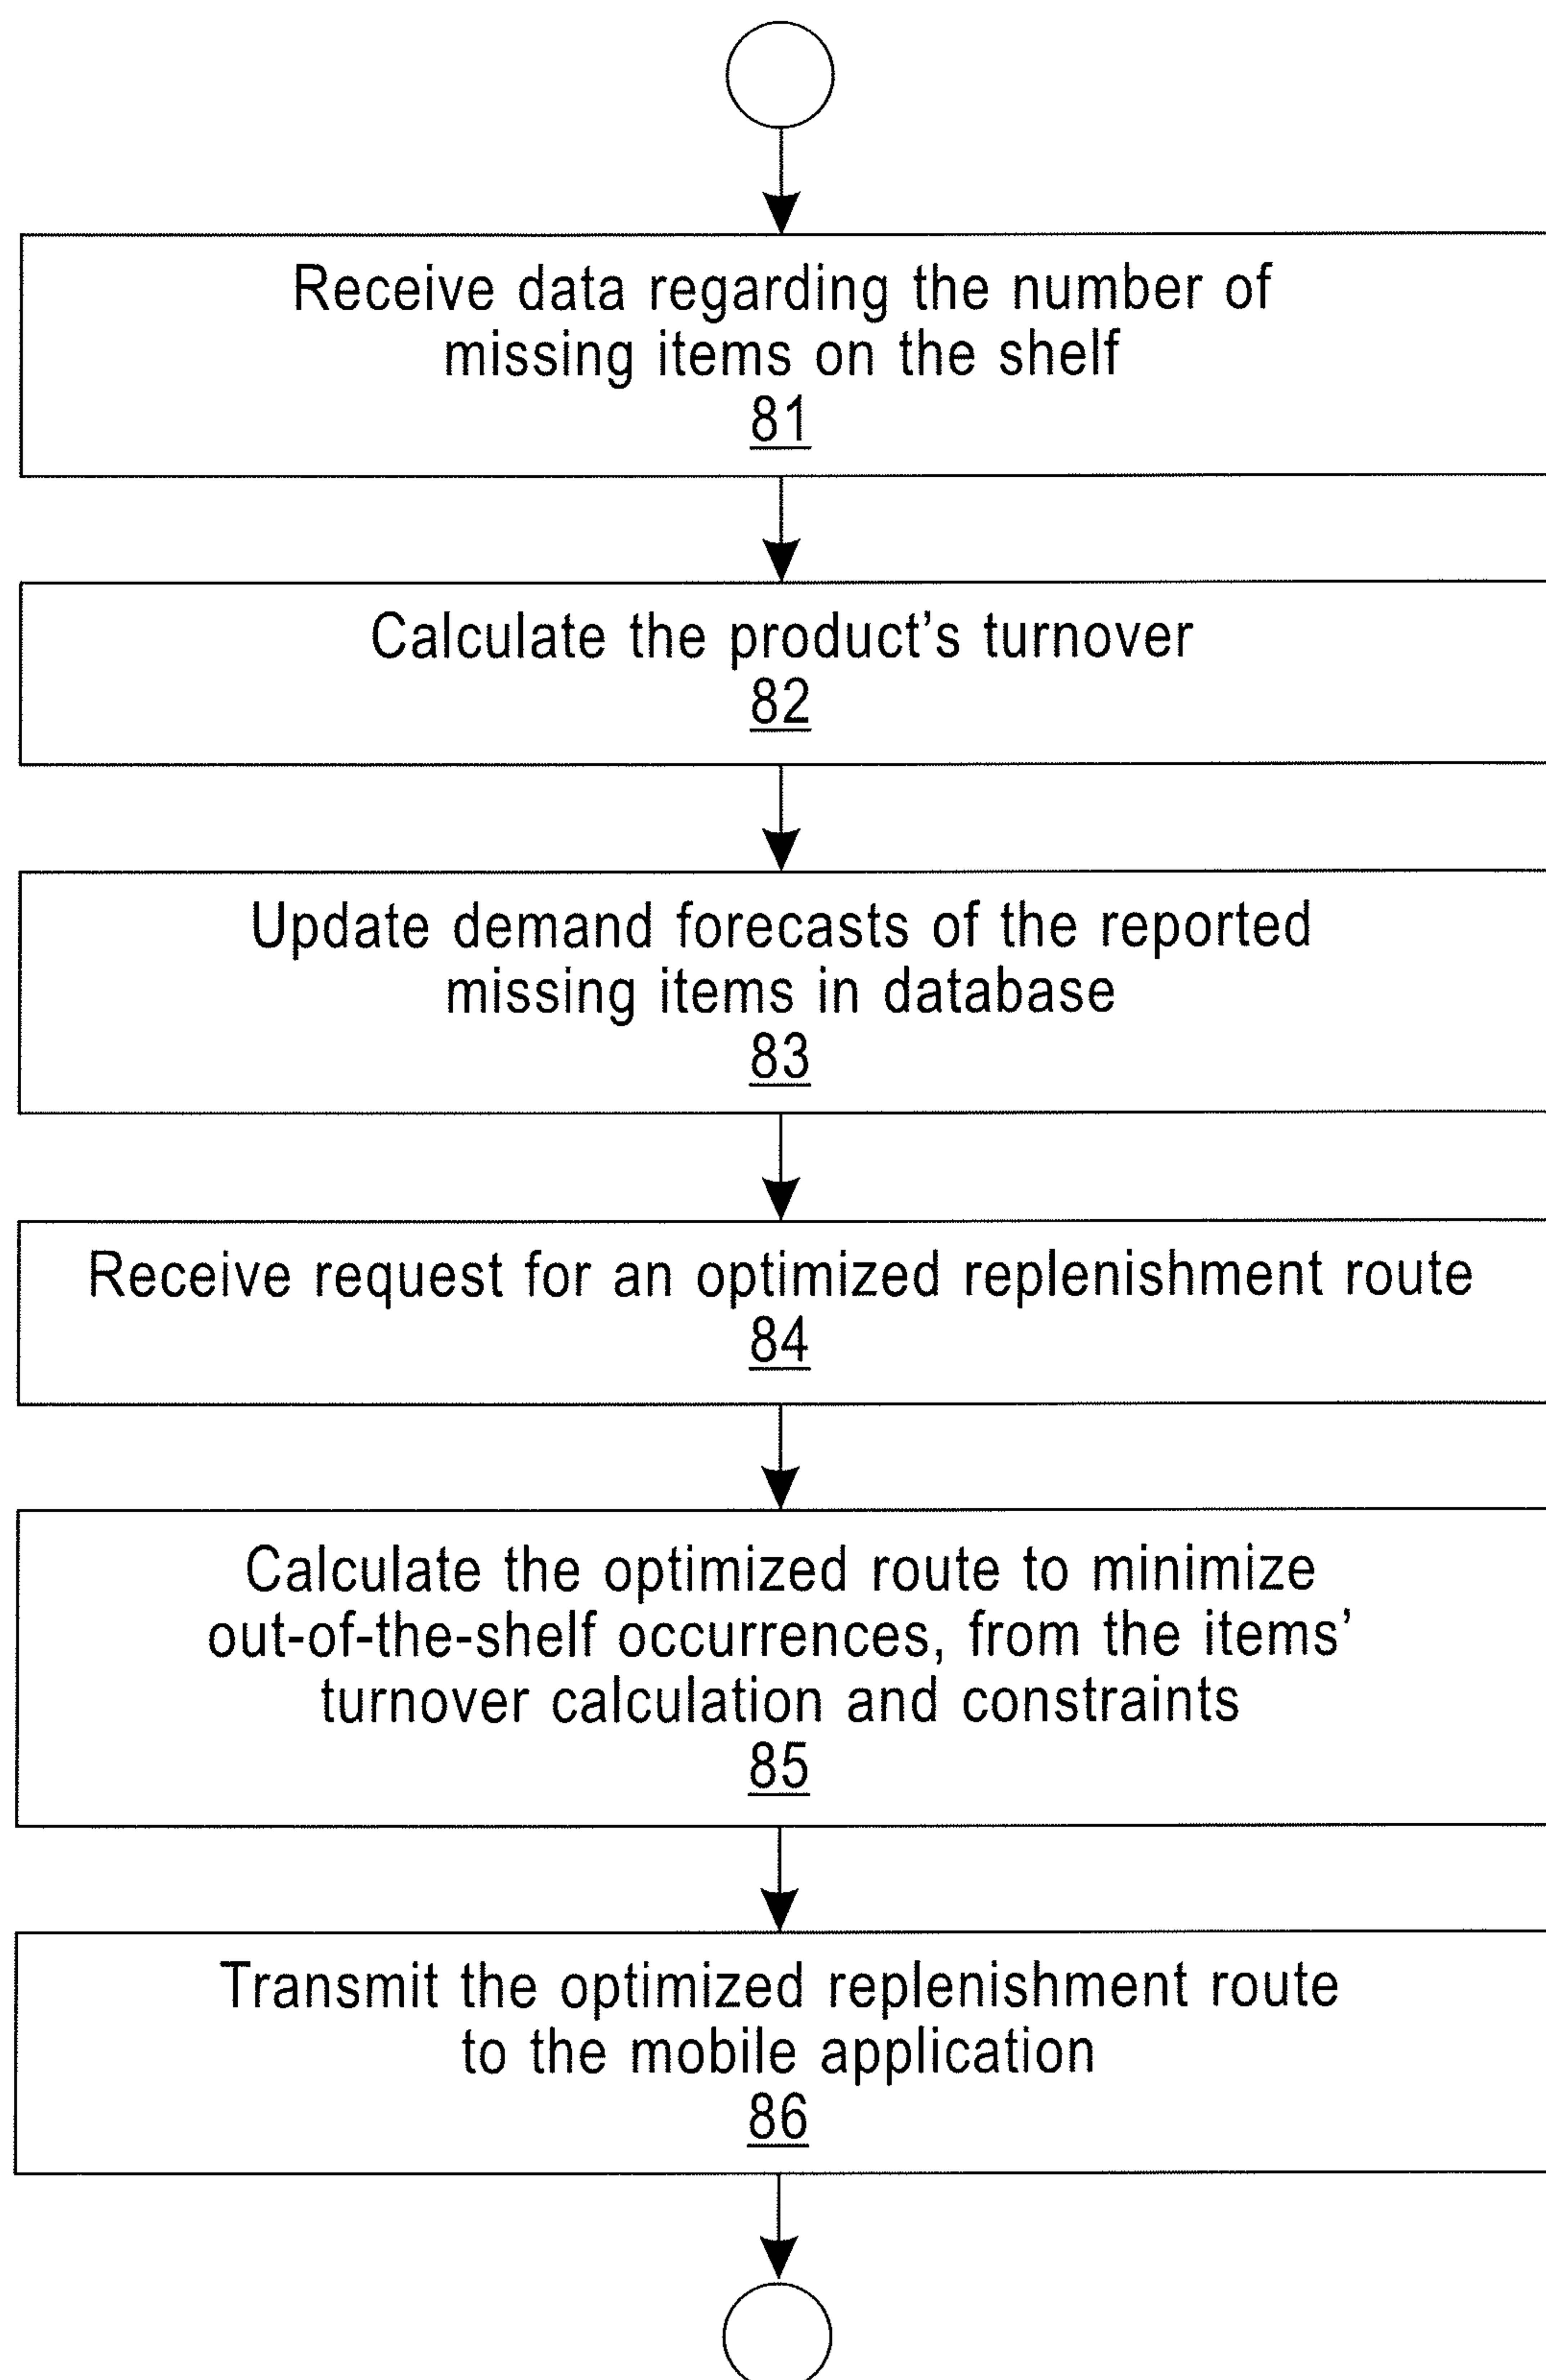 Receive data regarding the number of
missing items on the shelf
81
Calculate the product’s turnover
82
Update demand forecasts of the reported
missing items in database
83
Receive request for an optimized replenishment route
84
Calculate the optimized route to minimize
out-of-the-shelf occurrences, from the items’
turnover calculation and constraints
85
Transmit the optimized replenishment route
to the mobile application
86